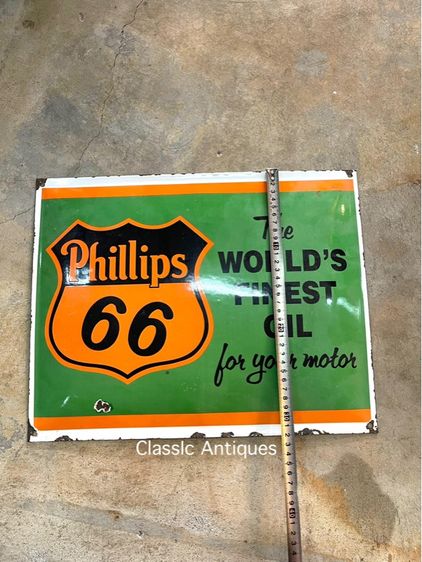 Phillips
66
The
WORLD'S
FINEST
OIL
for your motor
Classic Antiques